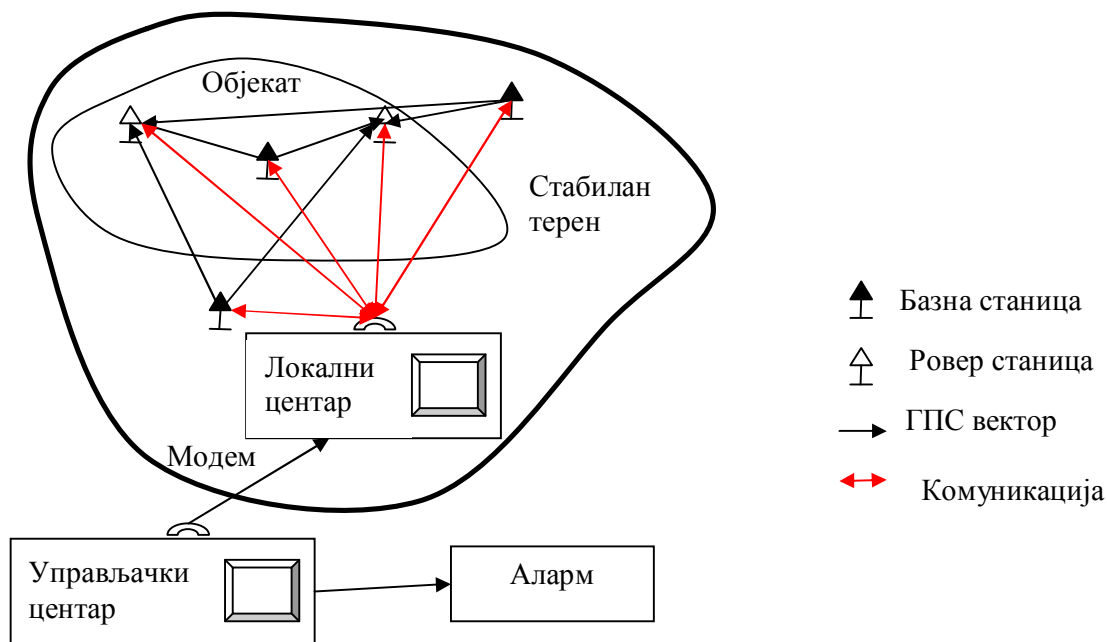 Објекат
Стабилан
терен
Базна станица
Ровер станица
Локални
центар
ГПС вектор
Модем
Комуникација
Управљачки
центар
Аларм